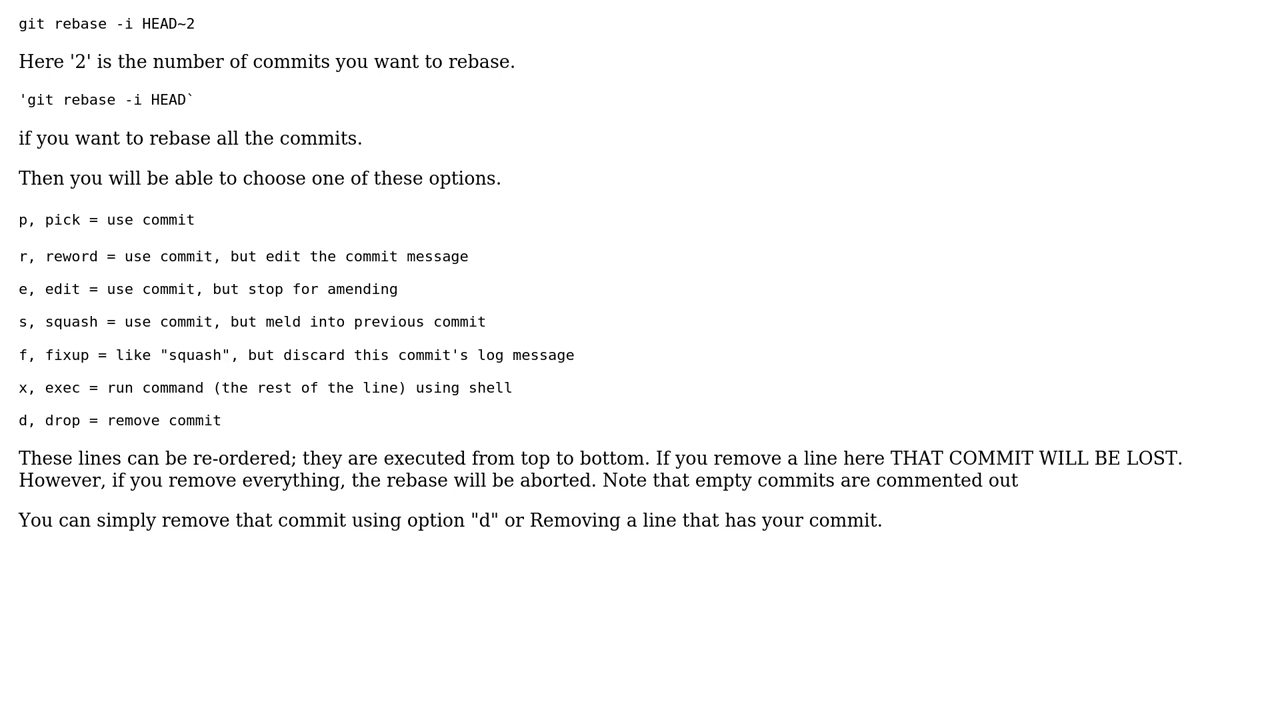 git rebase -i HEAD~2
Here '2' is the number of commits you want to rebase.
'git rebase -i HEAD`
if you want to rebase all the commits.
Then you will be able to choose one of these options.
p, pick = use commit
r, reword = use commit, but edit the commit message
e, edit = use commit, but stop for amending
s, squash = use commit, but meld into previous commit
f, fixup = like "squash", but discard this commit's log message
x, exec = run command (the rest of the line) using shell
d, drop = remove commit
These lines can be re-ordered; they are executed from top to bottom. If you remove a line here THAT COMMIT WILL BE LOST.
However, if you remove everything, the rebase will be aborted. Note that empty commits are commented out
You can simply remove that commit using option "d" or Removing a line that has your commit.